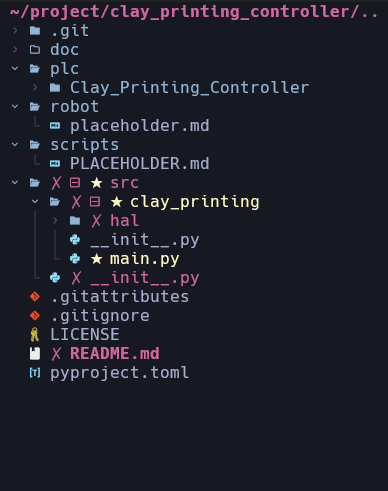 ~/project/clay_printing_controller/..
.git
doc
plc
Clay_Printing_Controller
robot
placeholder.md
scripts
PLACEHOLDER.md
✗ ⊟ ★ src
✗ ⊟ ★ clay_printing
✗ hal
__init__.py
★ main.py
✗ __init__.py
.gitattributes
.gitignore
LICENSE
✗ README.md
[T] pyproject.toml